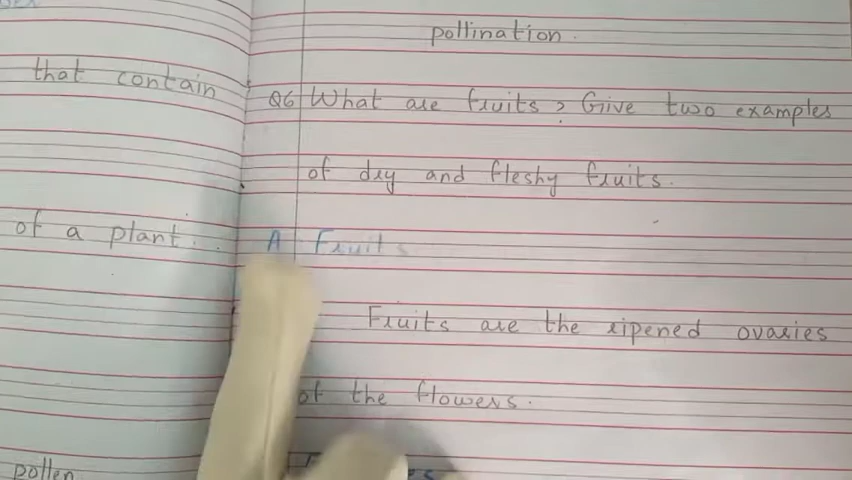 that contain
of a plant.
pollen
pollination.
Q6 What are fruits? Give two examples
of dry and fleshy fruits.
A Fruits
Fruits are the ripened ovaries
of the flowers.